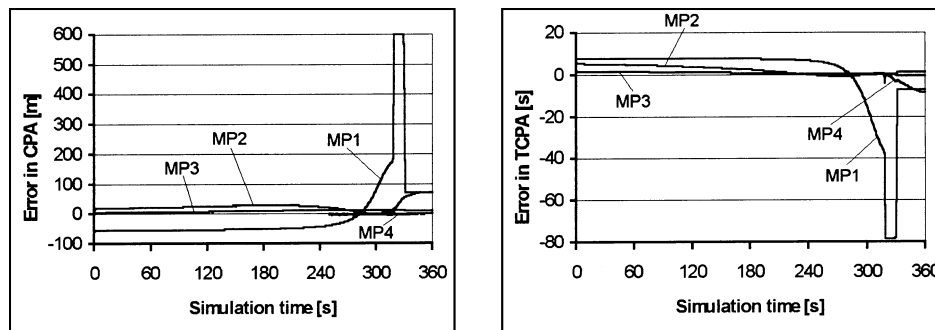 Error in CPA [m]
600
500
400
300
200
100
0
-100
MP1
MP2
MP3
MP4
0 60 120 180 240 300 360
Simulation time [s]
Error in TCPA [s]
20
0
-20
-40
-60
-80
MP2
MP3
MP4
MP1
0 60 120 180 240 300 360
Simulation time [s]